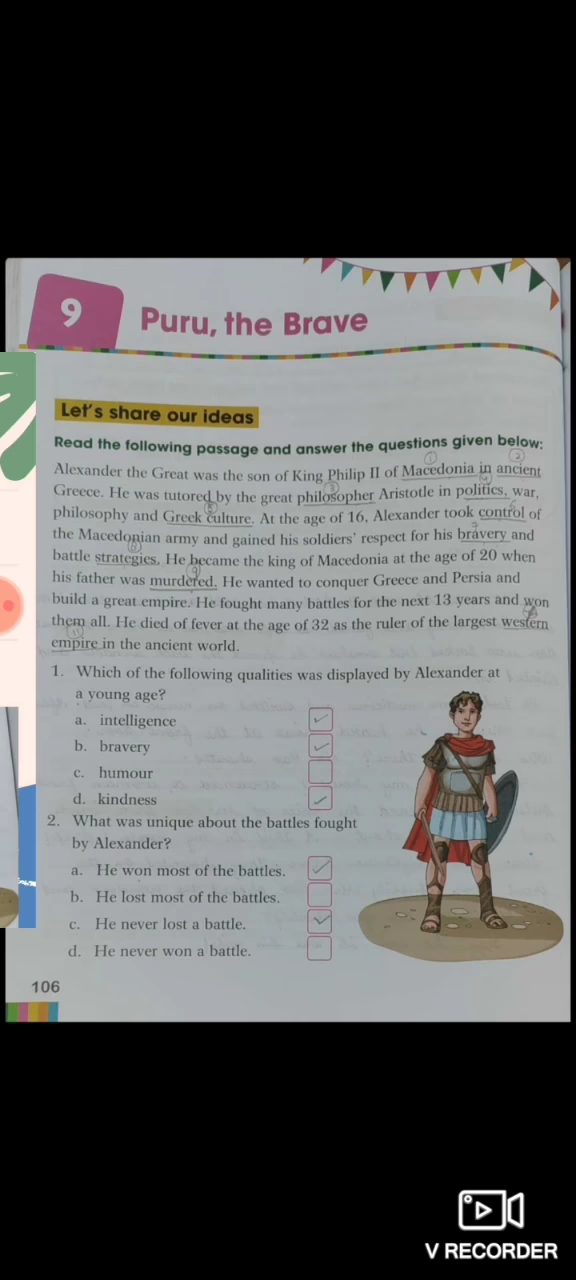 9
Puru, the Brave
Let's share our ideas
Read the following passage and answer the questions given below:
Alexander the Great was the son of King Philip II of Macedonia in ancient
Greece. He was tutored by the great philosopher Aristotle in politics, war,
philosophy and Greek culture. At the age of 16, Alexander took control of
the Macedonian army and gained his soldiers' respect for his bravery and
battle strategies. He became the king of Macedonia at the age of 20 when
his father was murdered. He wanted to conquer Greece and Persia and
build a great empire. He fought many battles for the next 13 years and won
them all. He died of fever at the age of 32 as the ruler of the largest western
empire in the ancient world.
1. Which of the following qualities was displayed by Alexander at
a young age?
a. intelligence
b. bravery
c. humour
d. kindness
2. What was unique about the battles fought
by Alexander?
a. He won most of the battles.
b. He lost most of the battles.
c. He never lost a battle.
d. He never won a battle.
106
V RECORDER